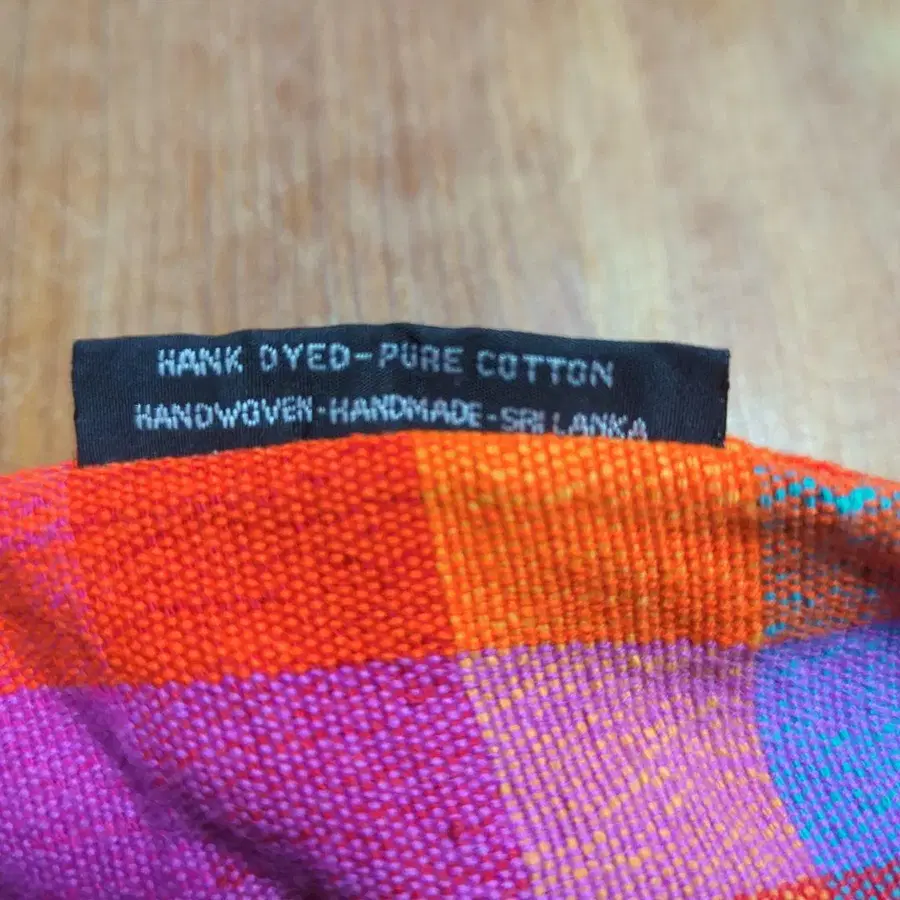 HANK DYED-PURE COTTON
HANDWOVEN-HANDMADE-SRI LANKA